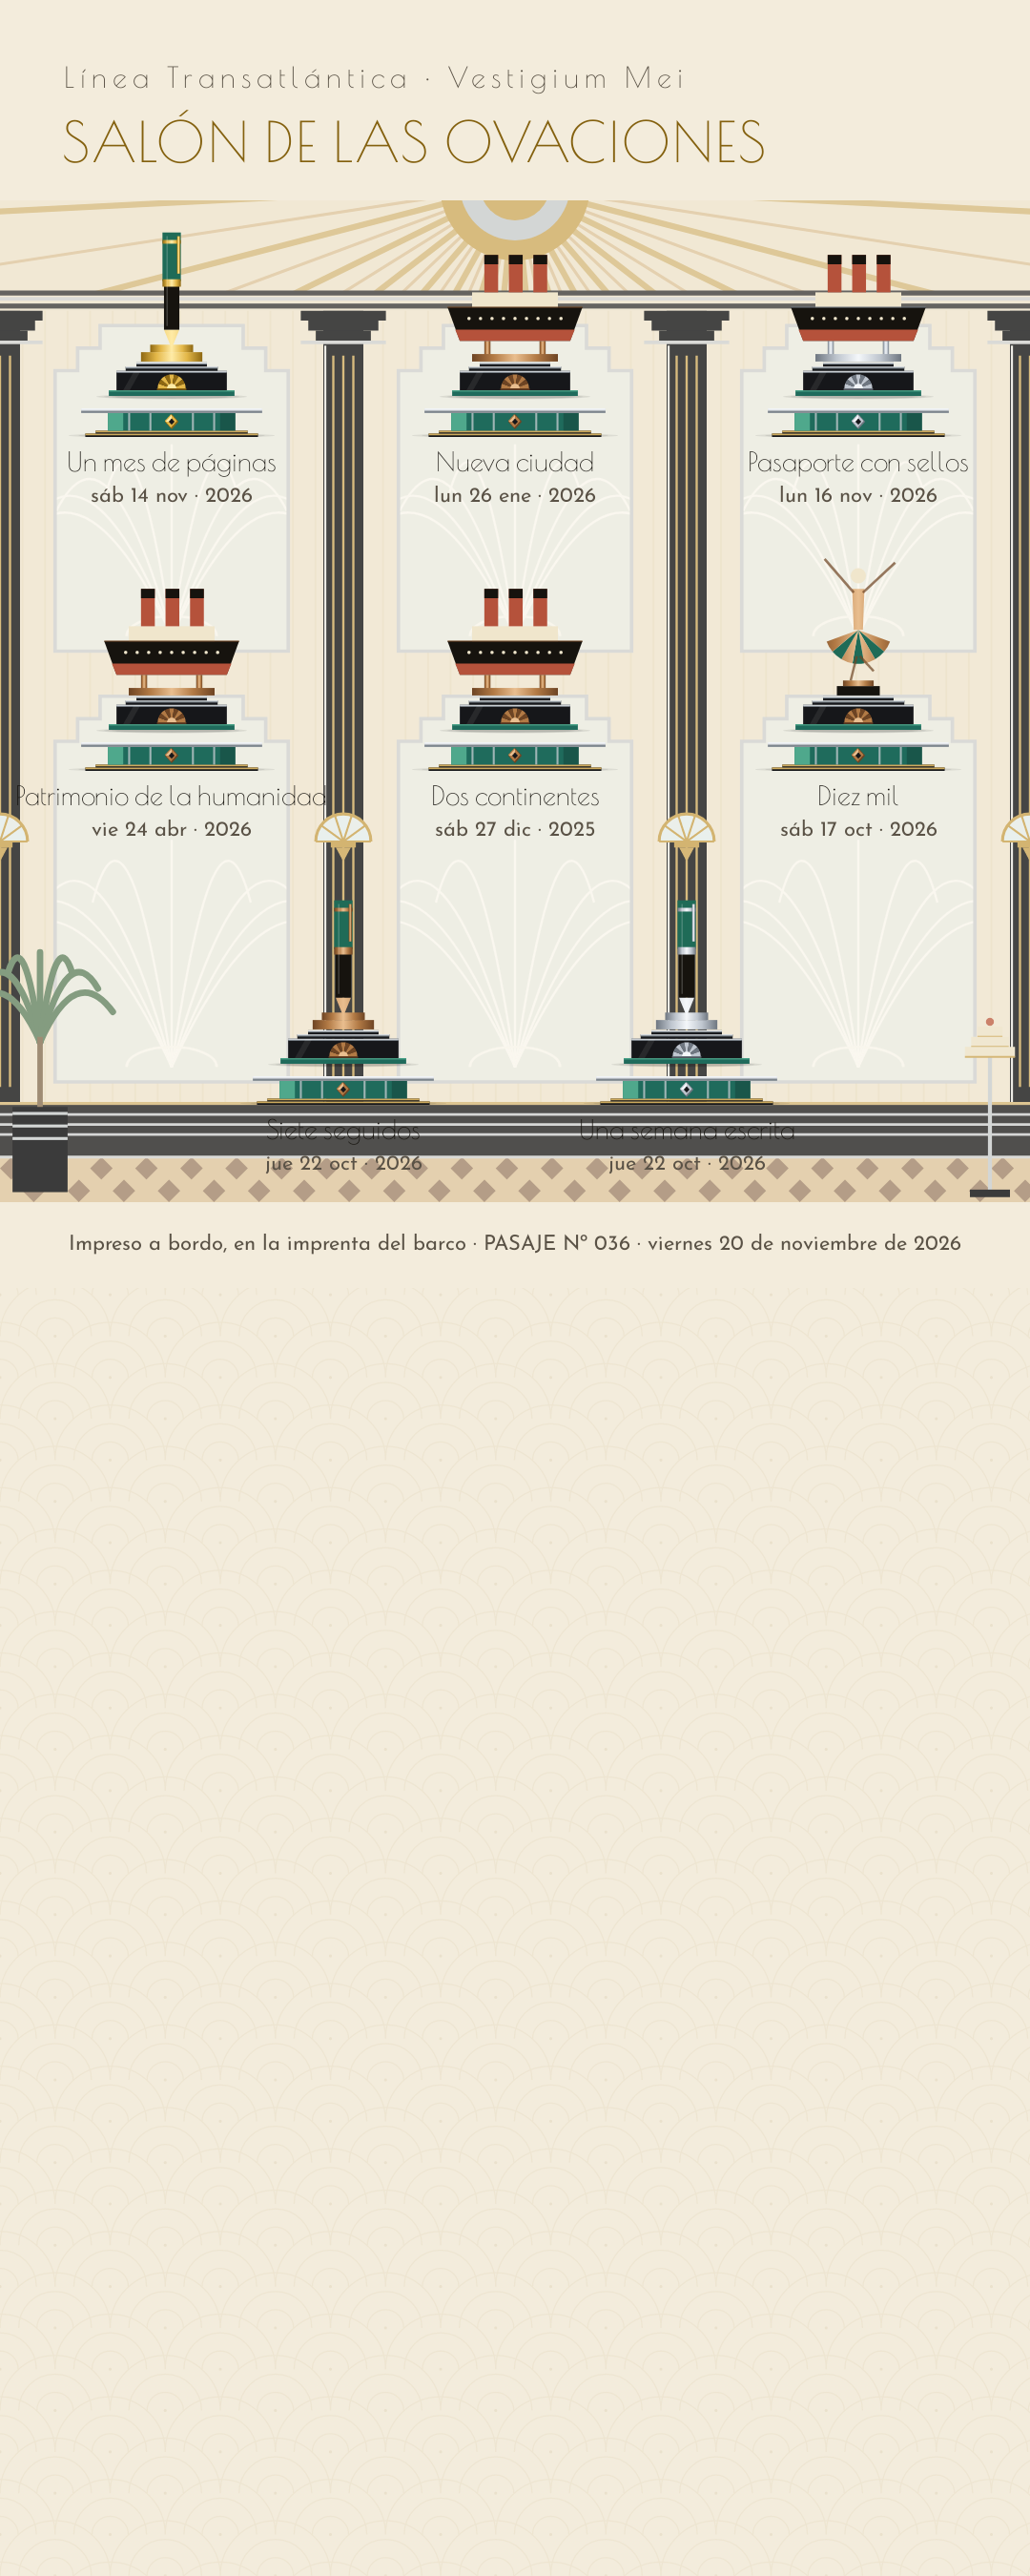 Línea Transatlántica · Vestigium Mei
SALÓN DE LAS OVACIONES
Un mes de páginas
sáb 14 nov · 2026
Nueva ciudad
lun 26 ene · 2026
Pasaporte con sellos
lun 16 nov · 2026
Patrimonio de la humanidad
vie 24 abr · 2026
Dos continentes
sáb 27 dic · 2025
Diez mil
sáb 17 oct · 2026
Siete seguidos
jue 22 oct · 2026
Una semana escrita
jue 22 oct · 2026
Impreso a bordo, en la imprenta del barco · PASAJE Nº 036 · viernes 20 de noviembre de 2026